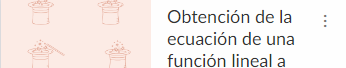 Obtención de la
ecuación de una
función lineal a